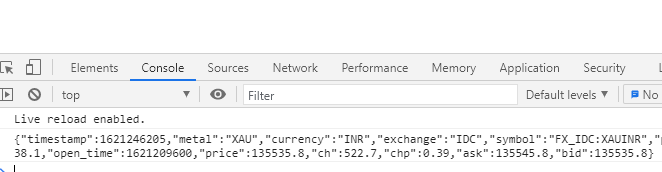 Elements Console Sources Network Performance Memory Application Security
top Filter Default levels ▼ No
Live reload enabled.
{"timestamp":1621246205,"metal":"XAU","currency":"INR","exchange":"IDC","symbol":"FX_IDC:XAUINR","
38.1,"open_time":1621209600,"price":135535.8,"ch":522.7,"chp":0.39,"ask":135545.8,"bid":135535.8}